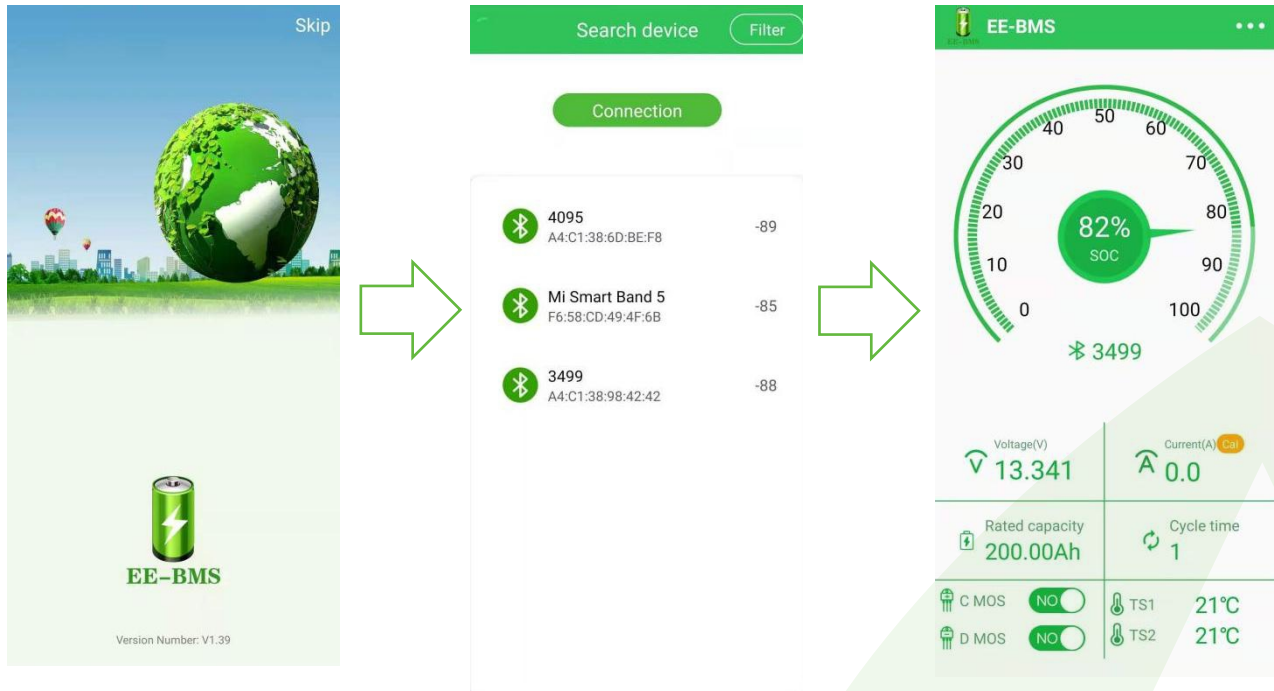 Skip
EE-BMS
Version Number: V1.39
Search device
Filter
Connection
4095
A4:C1:38:6D:BE:F8
-89
Mi Smart Band 5
F6:58:CD:49:4F:6B
-85
3499
A4:C1:38:98:42:42
-88
EE-BMS
EE-BMS
0
10
20
30
40
50
60
70
80
90
100
82%
SOC
3499
Voltage(V)
V 13.341
Current(A) Cal
A 0.0
Rated capacity
200.00Ah
Cycle time
1
C MOS NO
D MOS NO
TS1 21℃
TS2 21℃